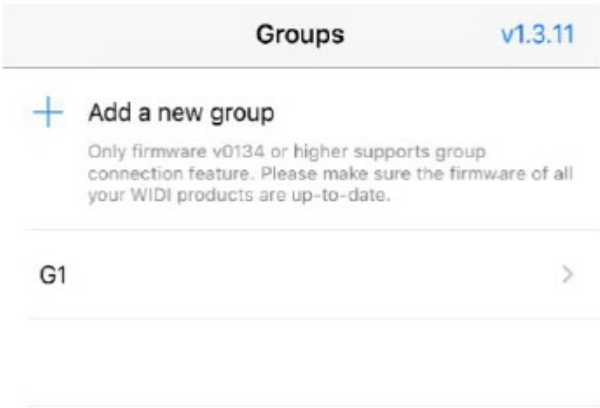 Groups v1.3.11
Add a new group
Only firmware v0134 or higher supports group
connection feature. Please make sure the firmware of all
your WIDI products are up-to-date.
G1